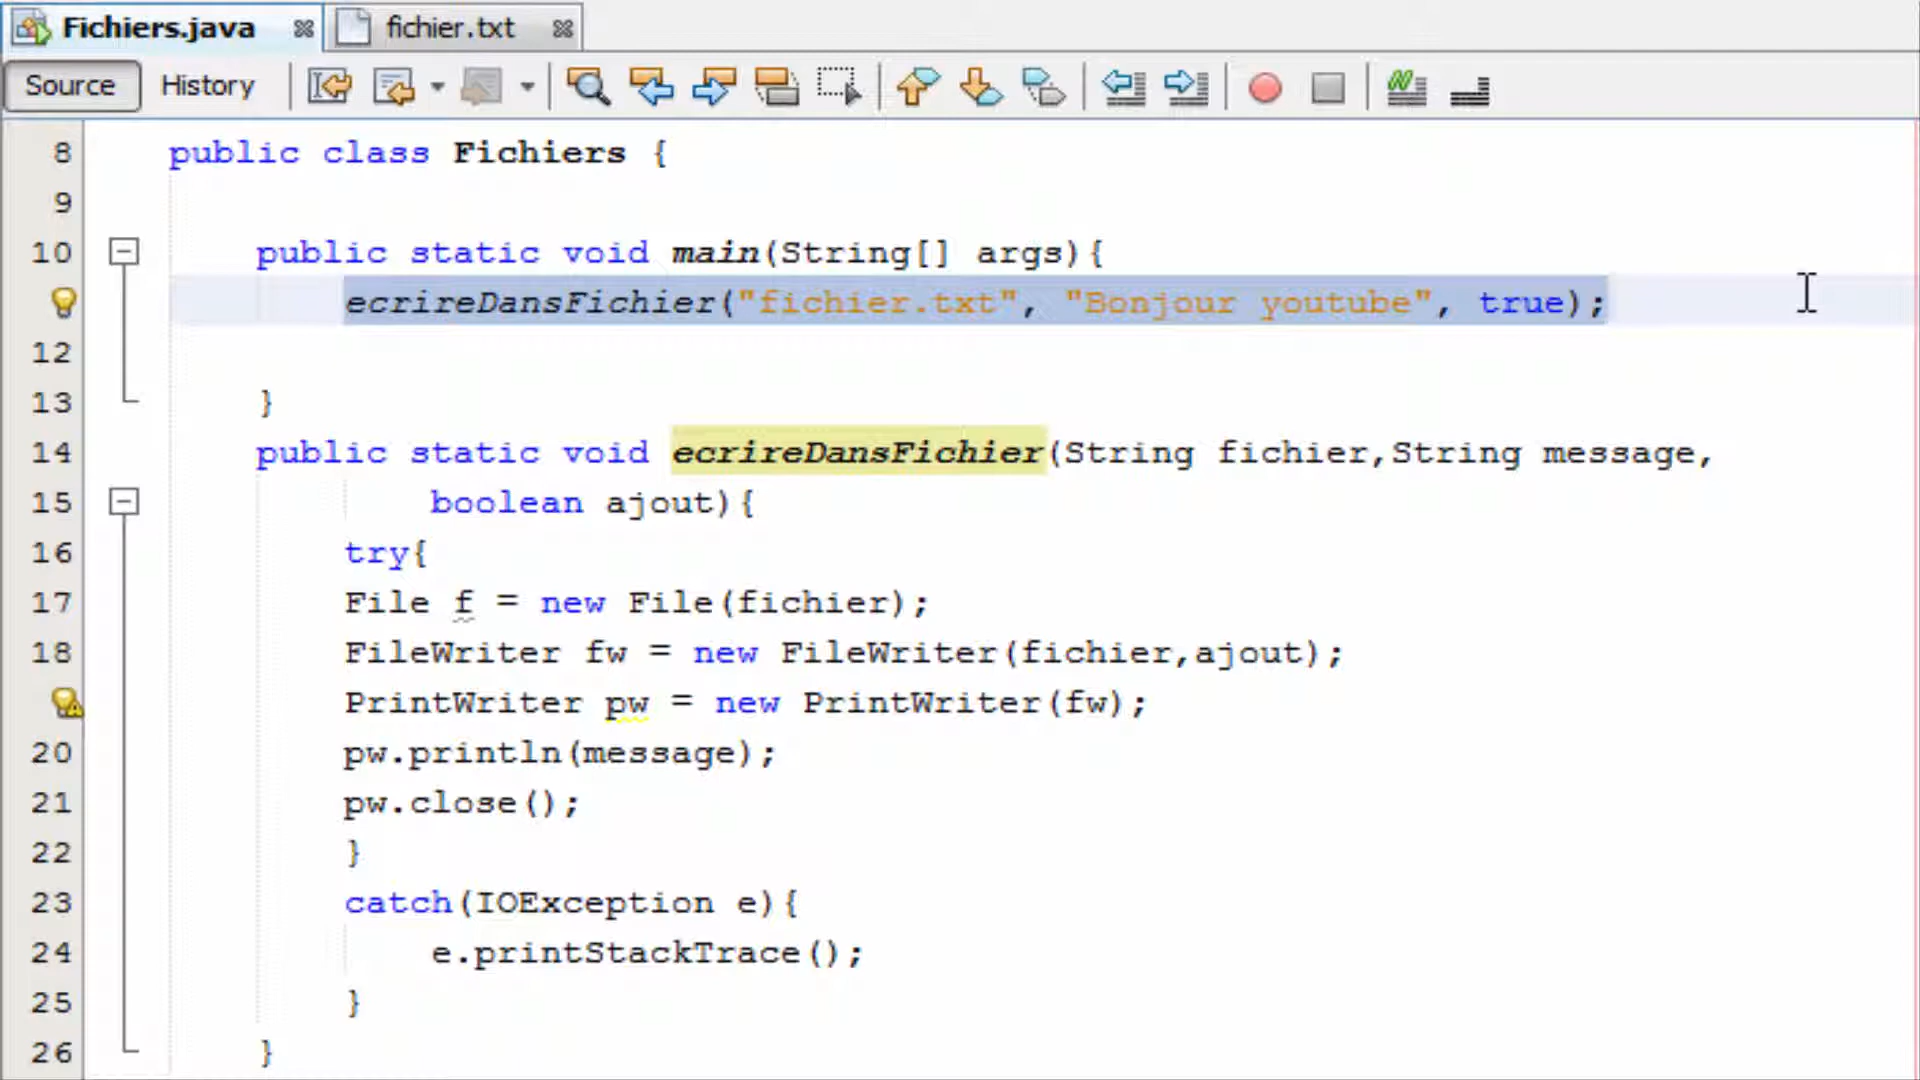 Fichiers.java fichier.txt
Source History
8 public class Fichiers {
9
10 public static void main(String[] args){
ecrireDansFichier("fichier.txt", "Bonjour youtube", true);
12
13 }
14 public static void ecrireDansFichier(String fichier,String message,
15 boolean ajout){
16 try{
17 File f = new File(fichier);
18 FileWriter fw = new FileWriter(fichier,ajout);
PrintWriter pw = new PrintWriter(fw);
20 pw.println(message);
21 pw.close();
22 }
23 catch(IOException e){
24 e.printStackTrace();
25 }
26 }